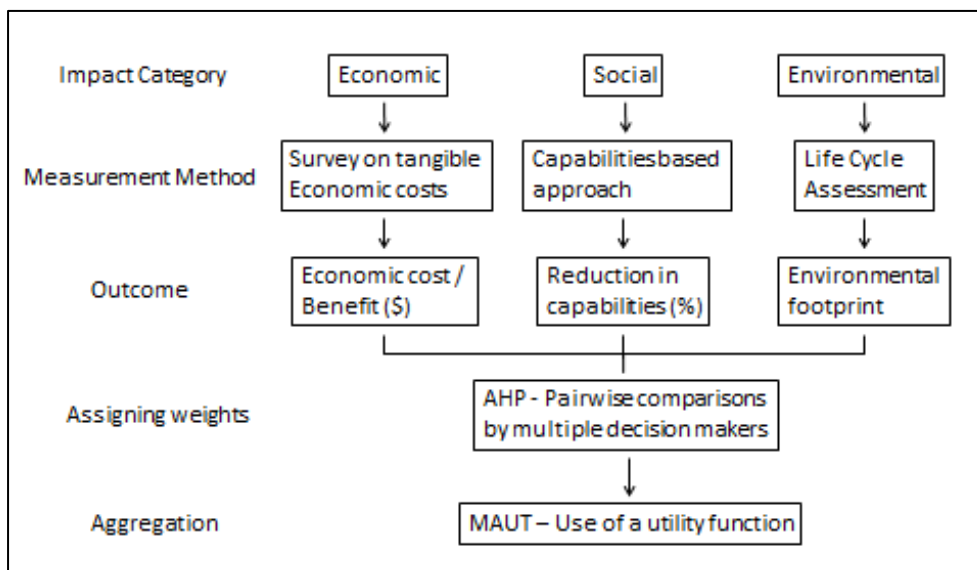 Impact Category
Economic
Social
Environmental
Measurement Method
Survey on tangible
Economic costs
Capabilitiesbased
approach
Life Cycle
Assessment
Outcome
Economic cost /
Benefit ($)
Reduction in
capabilities (%)
Environmental
footprint
Assigning weights
AHP - Pairwise comparisons
by multiple decision makers
Aggregation
MAUT – Use of a utility function